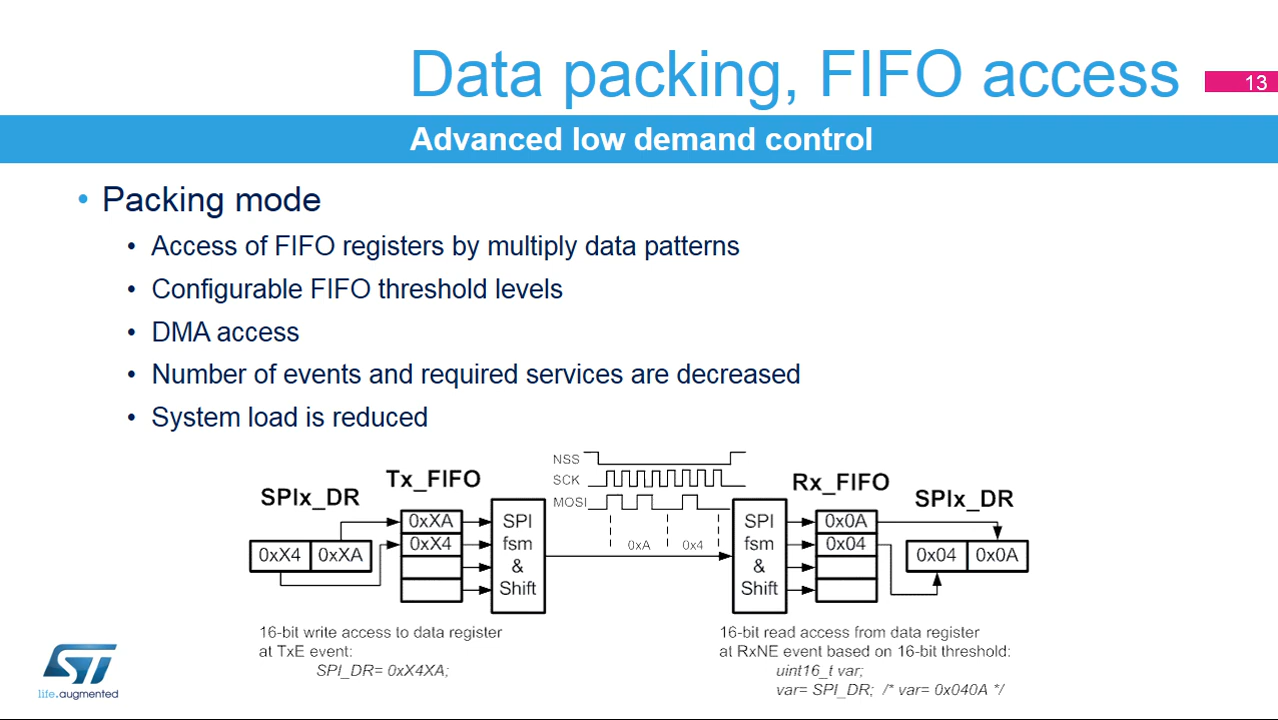 Data packing, FIFO access
13
Advanced low demand control
• Packing mode
• Access of FIFO registers by multiply data patterns
• Configurable FIFO threshold levels
• DMA access
• Number of events and required services are decreased
• System load is reduced
NSS
SCK
MOSI
SPIx_DR
Tx_FIFO
0xX4 0xXA
0xXA
0xX4
SPI
fsm
&
Shift
0xA 0x4
SPI
fsm
&
Shift
Rx_FIFO
0x0A
0x04
SPIx_DR
0x04 0x0A
16-bit write access to data register
at TxE event:
SPI_DR= 0xX4XA;
16-bit read access from data register
at RxNE event based on 16-bit threshold:
uint16_t var;
var= SPI_DR; /* var= 0x040A */
ST
life.augmented